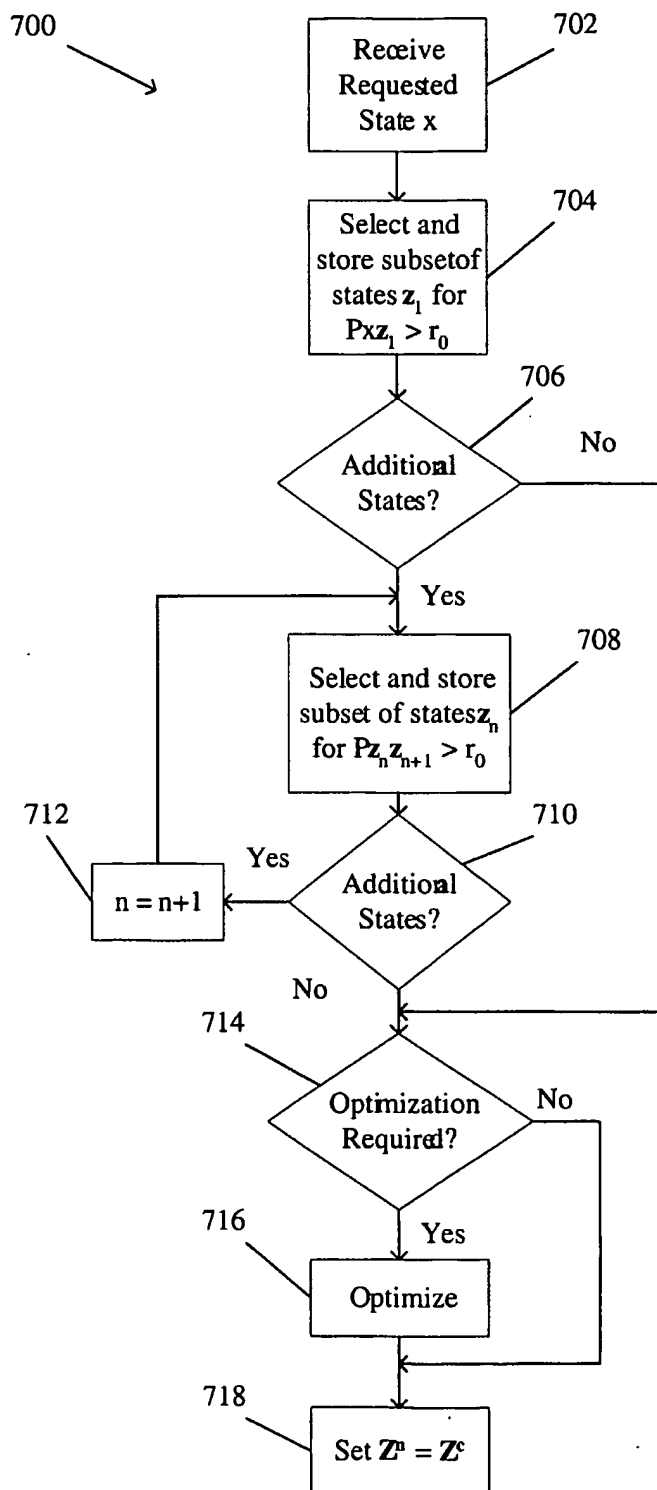 700
702
Receive
Requested
State x
704
Select and
store subsetof
states z₁ for
Pxz₁ > r₀
706
Additional
States?
No
Yes
708
Select and store
subset of states zₙ
for Pzₙzₙ₊₁ > r₀
710
712
Yes
n = n+1
Additional
States?
No
714
Optimization
Required?
No
716
Yes
Optimize
718
Set Zⁿ = Zᶜ